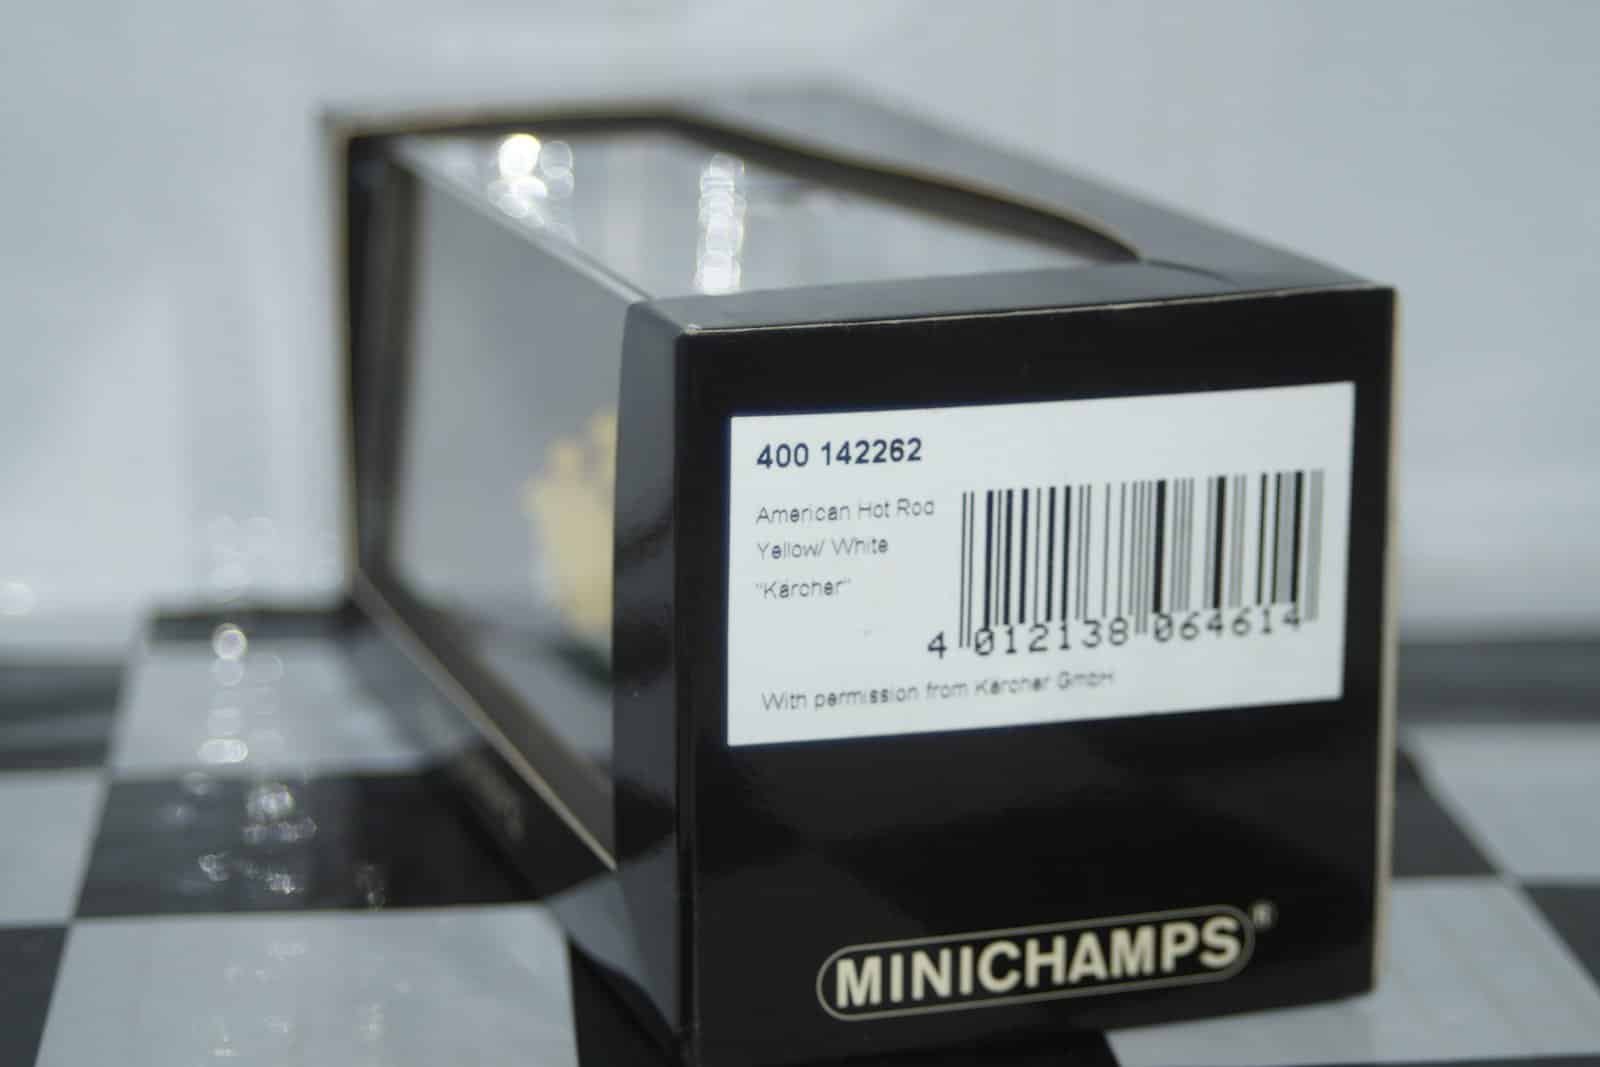 400 142262
American Hot Rod
Yellow/ White
"Kärcher"
4 012138 064614
With permission from Kärcher GmbH
MINICHAMPS®